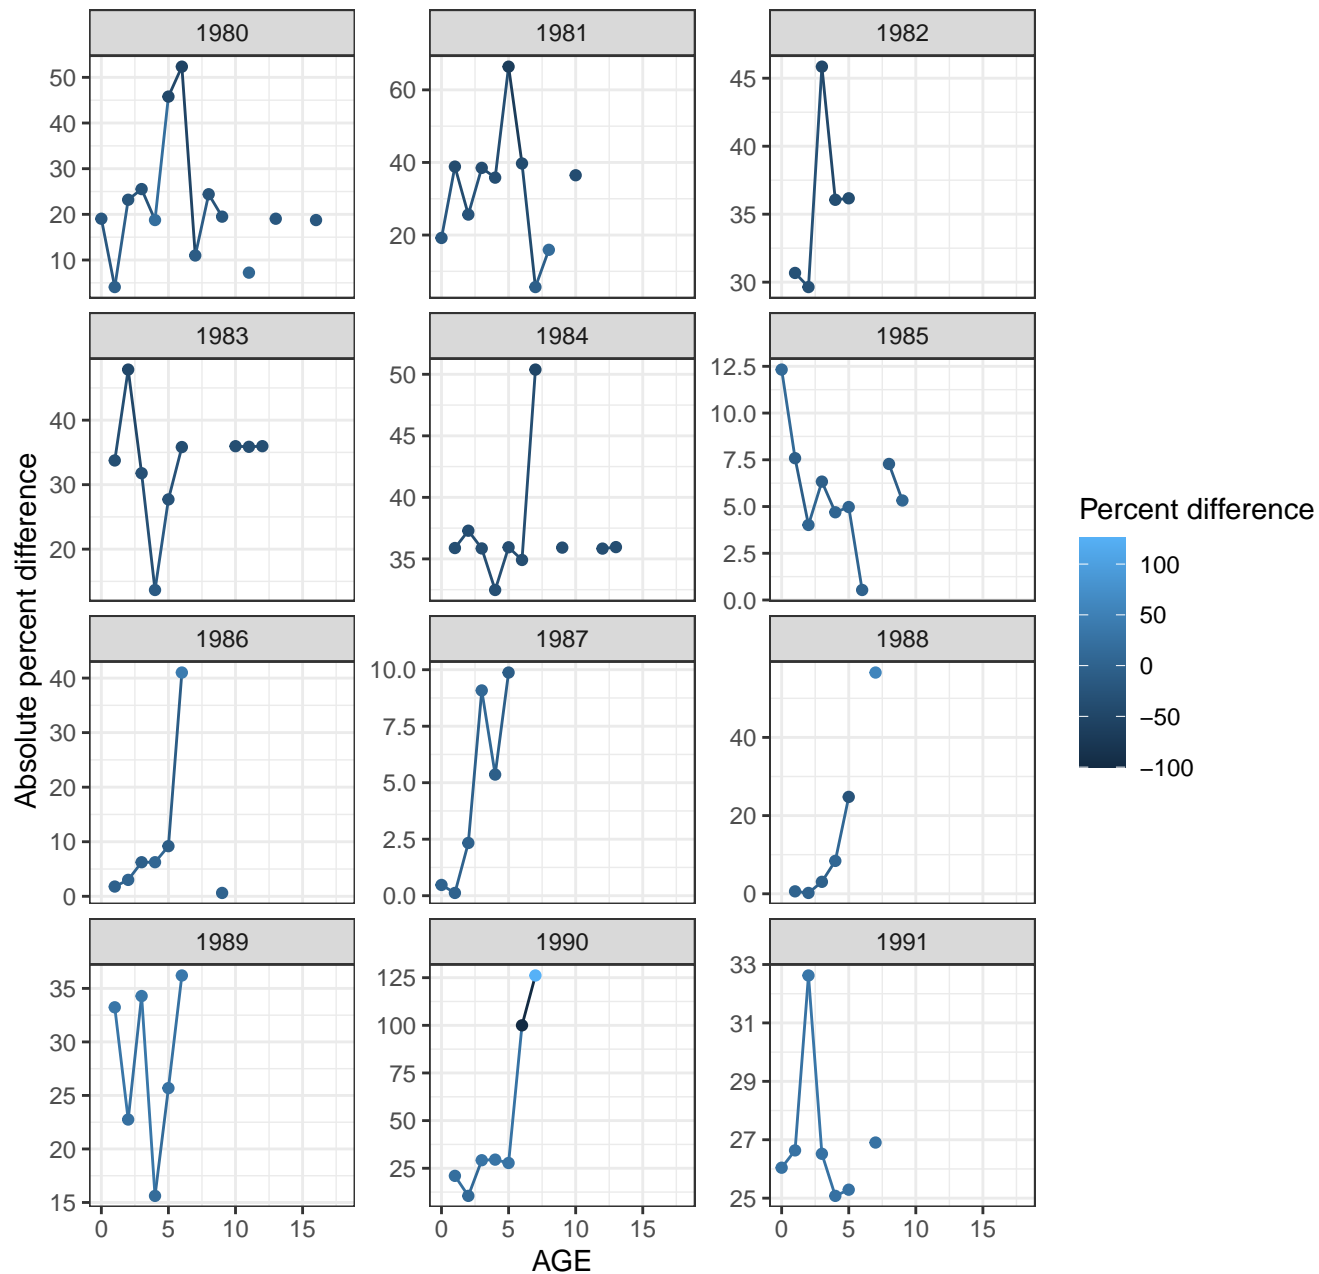 1980 1981 1982
50 40 30 20 10
60 40 20
45 40 35 30
1983 1984 1985
40 30 20
50 45 40 35
12.5 10.0 7.5 5.0 2.5 0.0
1986 1987 1988
40 30 20 10 0
10.0 7.5 5.0 2.5 0.0
40 20 0
1989 1990 1991
35 30 25 20 15
125 100 75 50 25
33 31 29 27 25
0 5 10 15 0 5 10 15 0 5 10 15
AGE
Absolute percent difference
Percent difference
100
50
0
−50
−100